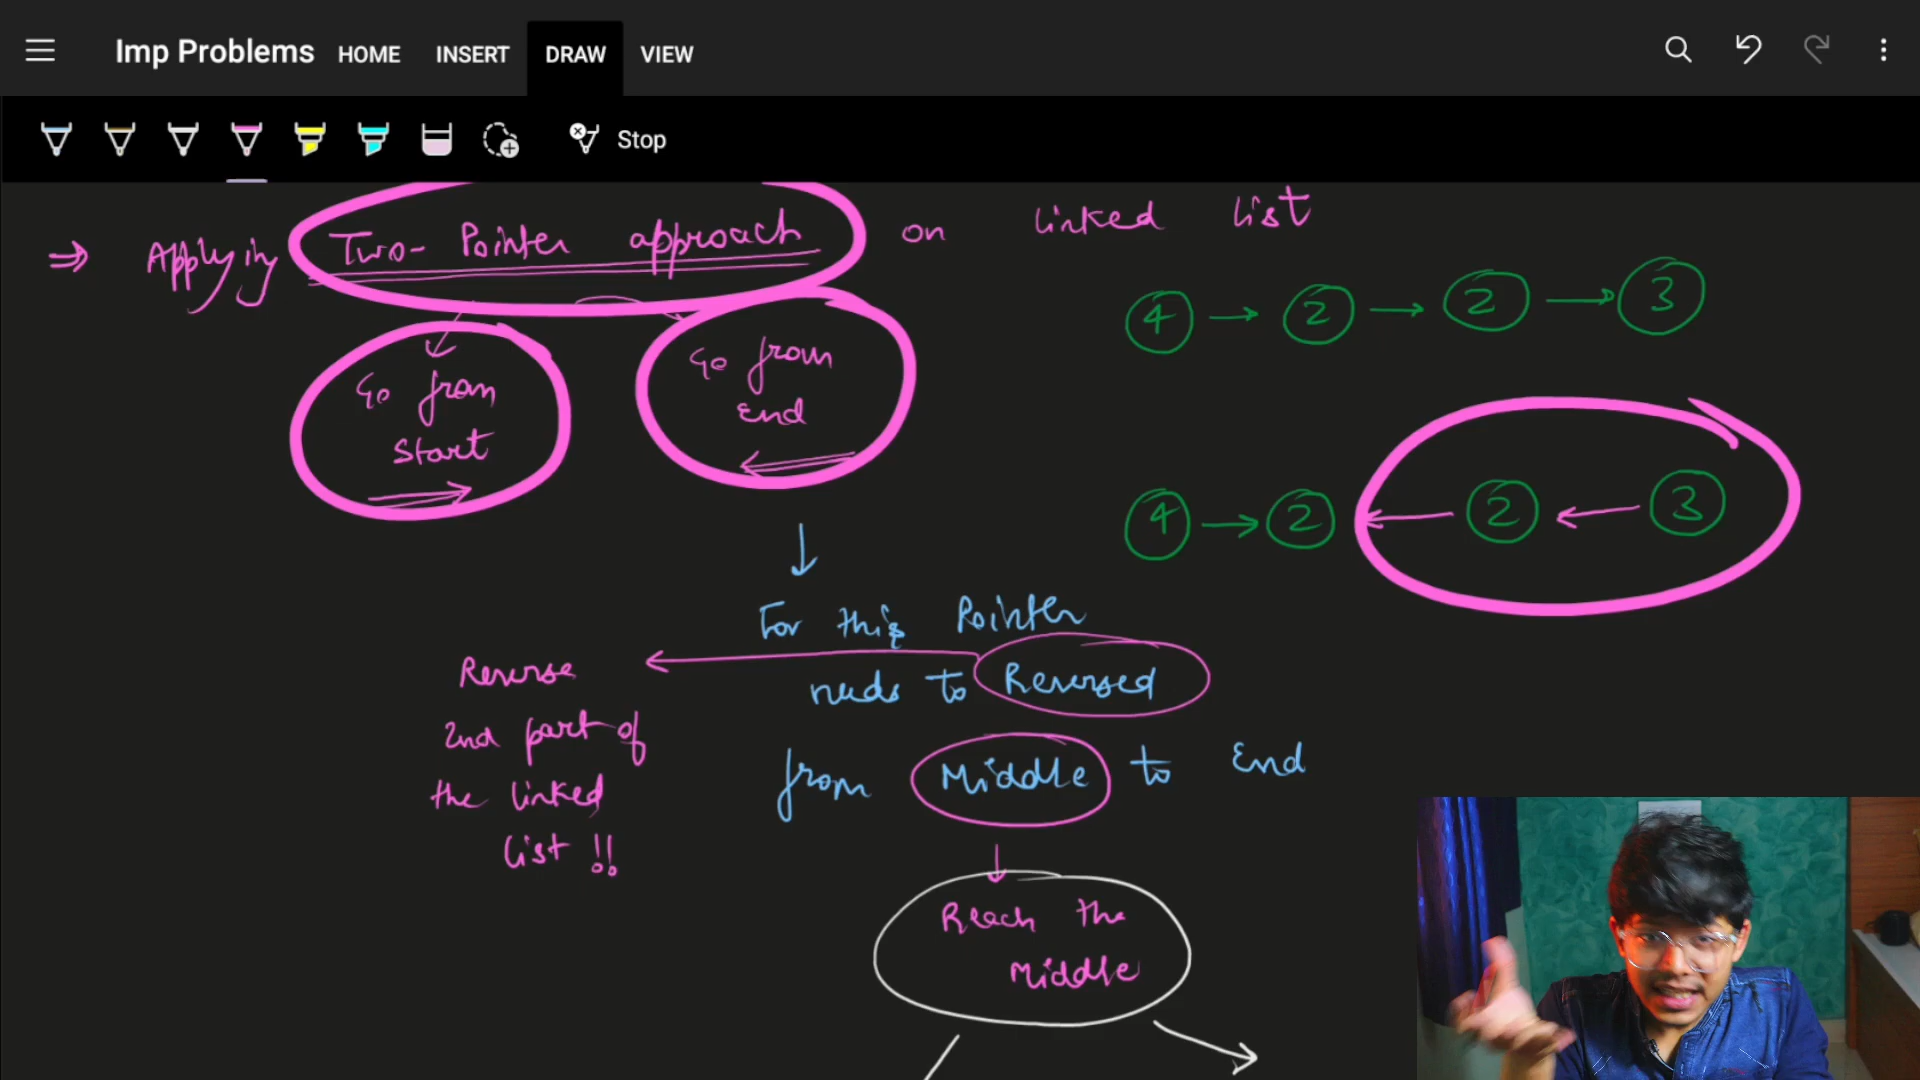 Imp Problems HOME INSERT DRAW VIEW
Stop
⇒ Applying Two-Pointer approach on linked list
Go from
Start
Go from
End
4 → 2 → 2 → 3
4 → 2 ← 2 ← 3
For this Pointer
needs to Reversed
from Middle to End
Reverse
2nd part of
the linked
list !!
Reach the
Middle